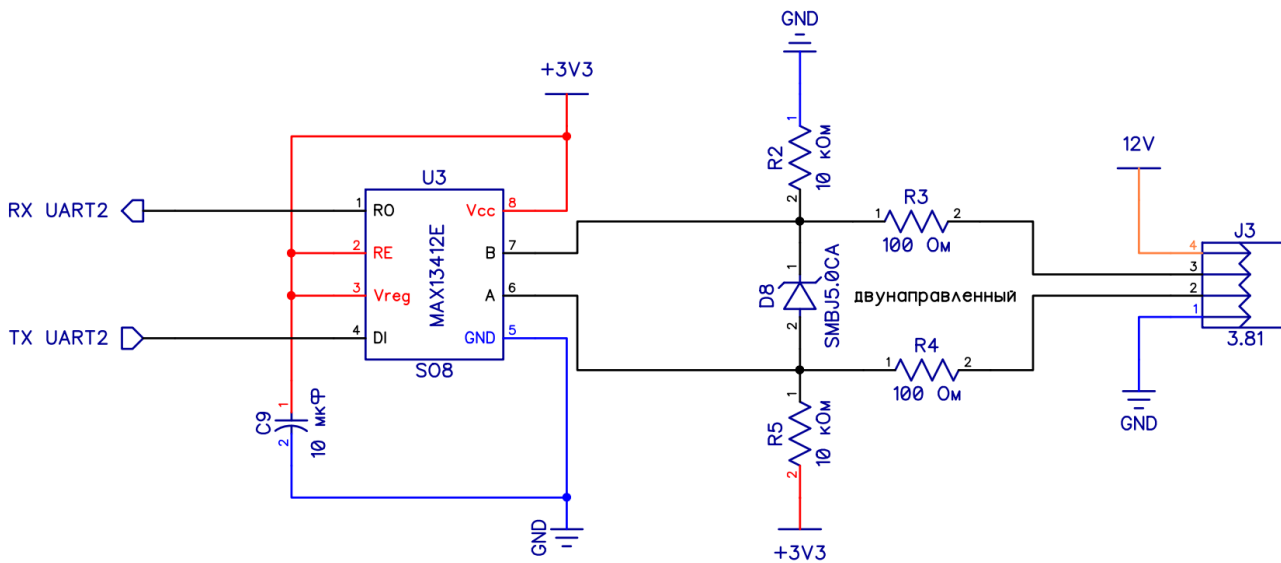 GND
+3V3
1
R2
10 кОм
2
12V
U3
RX UART2
1
RO
Vcc
8
1
R3
2
100 Ом
J3
2
RE
B
7
4
3
Vreg
MAX13412E
A
6
1
D8
SMBJ5.0CA
двунаправленный
3
2
TX UART2
4
DI
GND
5
2
1
3.81
SO8
R4
1
2
100 Ом
1
C9
10 мкФ
2
1
R5
10 кОм
2
GND
GND
+3V3